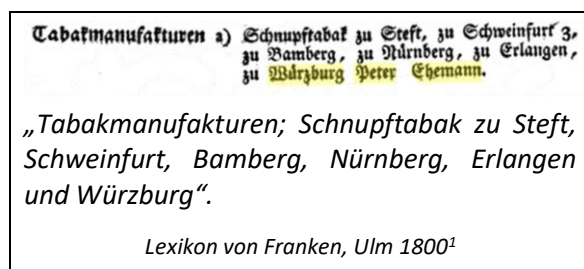 Tabakmanufakturen a) Schnupftabak zu Steft, zu Schweinfurt 3,
zu Bamberg, zu Nürnberg, zu Erlangen,
zu Würzburg Peter Ehemann.
„Tabakmanufakturen; Schnupftabak zu Steft,
Schweinfurt, Bamberg, Nürnberg, Erlangen
und Würzburg“.
Lexikon von Franken, Ulm 1800¹